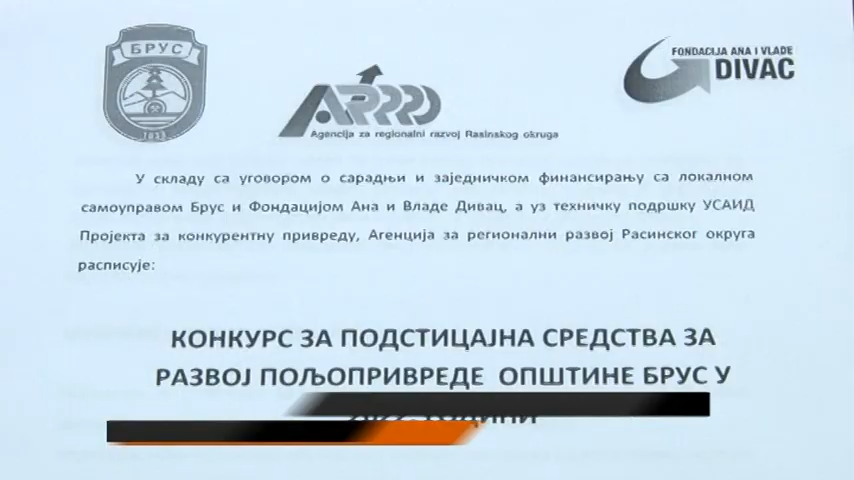 БРУС
1833
ARRRO
Agencija za regionalni razvoj Rasinskog okruga
FONDACIJA ANA I VLADE
DIVAC
У складу са уговором о сарадњи и заједничком финансирању са локалном
самоуправом Брус и Фондацијом Ана и Владе Дивац, а уз техничку подршку УСАИД
Пројекта за конкурентну привреду, Агенција за регионални развој Расинског округа
расписује:
КОНКУРС ЗА ПОДСТИЦАЈНА СРЕДСТВА ЗА
РАЗВОЈ ПОЉОПРИВРЕДЕ ОПШТИНЕ БРУС У